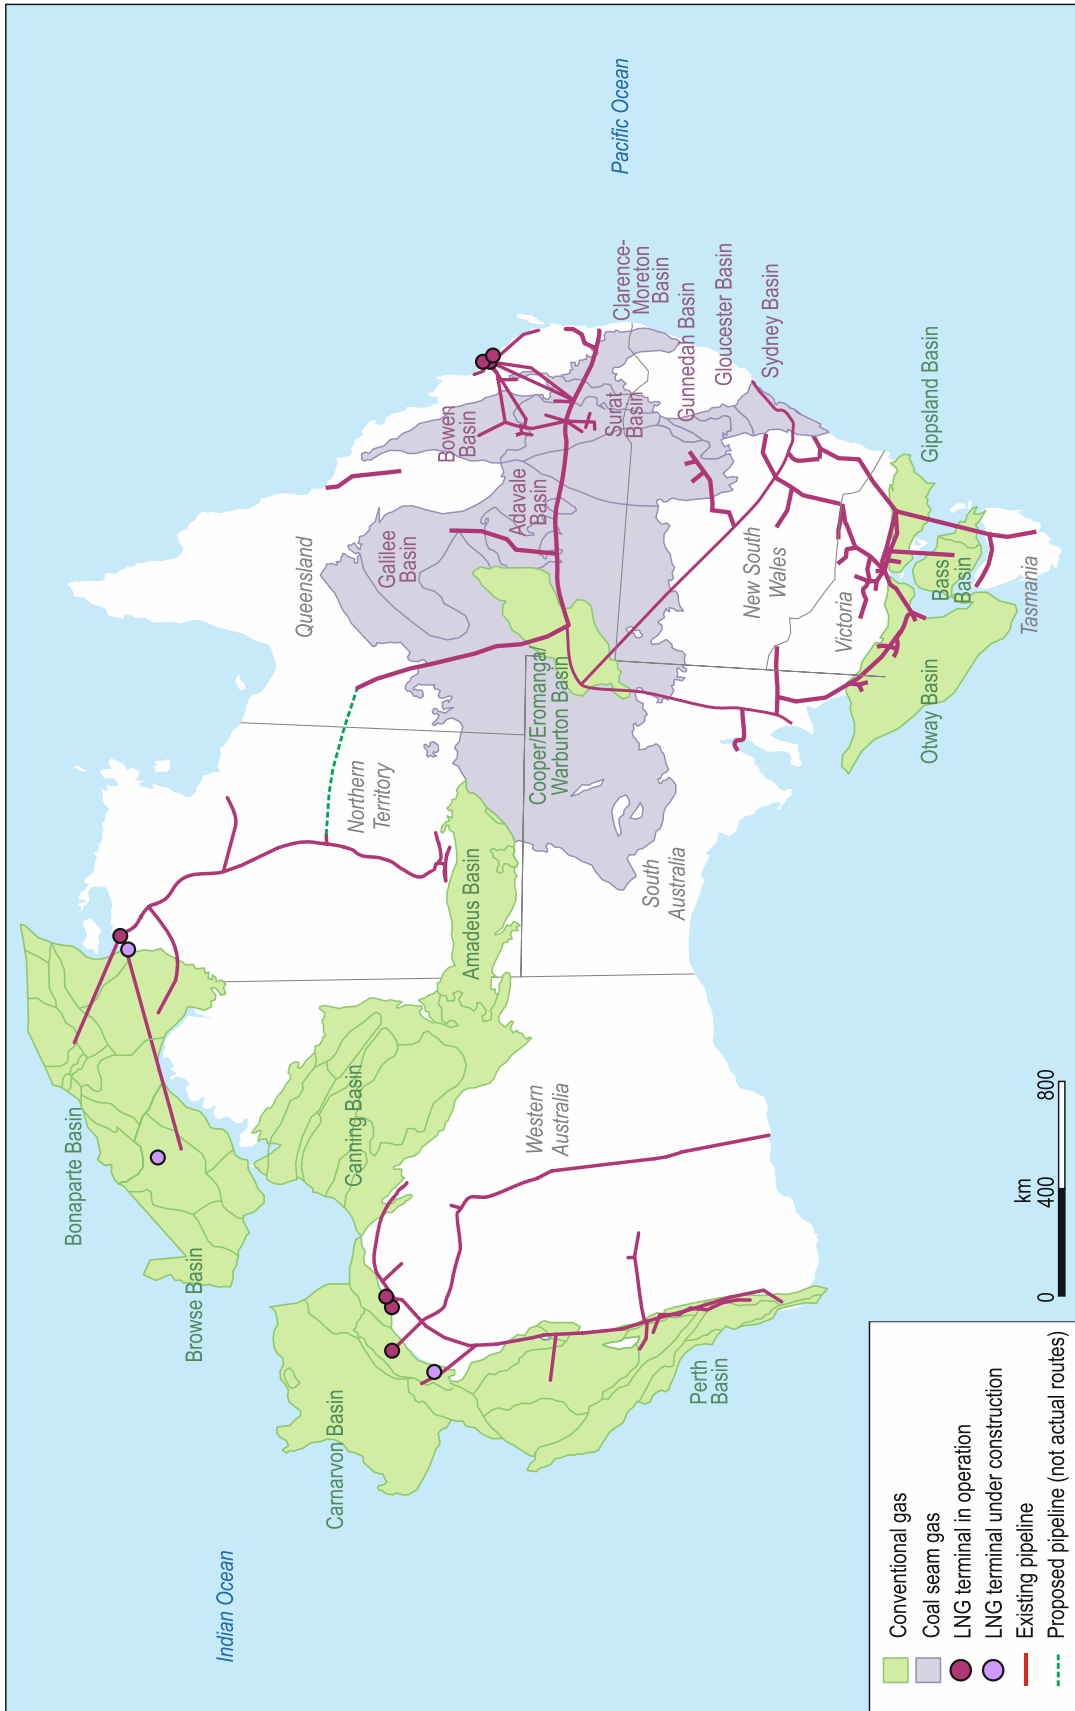 Indian Ocean
Pacific Ocean
Bonaparte Basin
Browse Basin
Carnarvon Basin
Canning Basin
Perth
Basin
Western
Australia
Amadeus Basin
Northern
Territory
South
Australia
Queensland
Galilee
Basin
Adavale
Basin
Bowen
Basin
Cooper/Eromanga/
Warburton Basin
Surat
Basin
Clarence-
Moreton
Basin
Gunnedah Basin
Gloucester Basin
Sydney Basin
New South
Wales
Victoria
Gippsland Basin
Bass
Basin
Otway Basin
Tasmania
Conventional gas
Coal seam gas
LNG terminal in operation
LNG terminal under construction
Existing pipeline
Proposed pipeline (not actual routes)
km
0
400
800